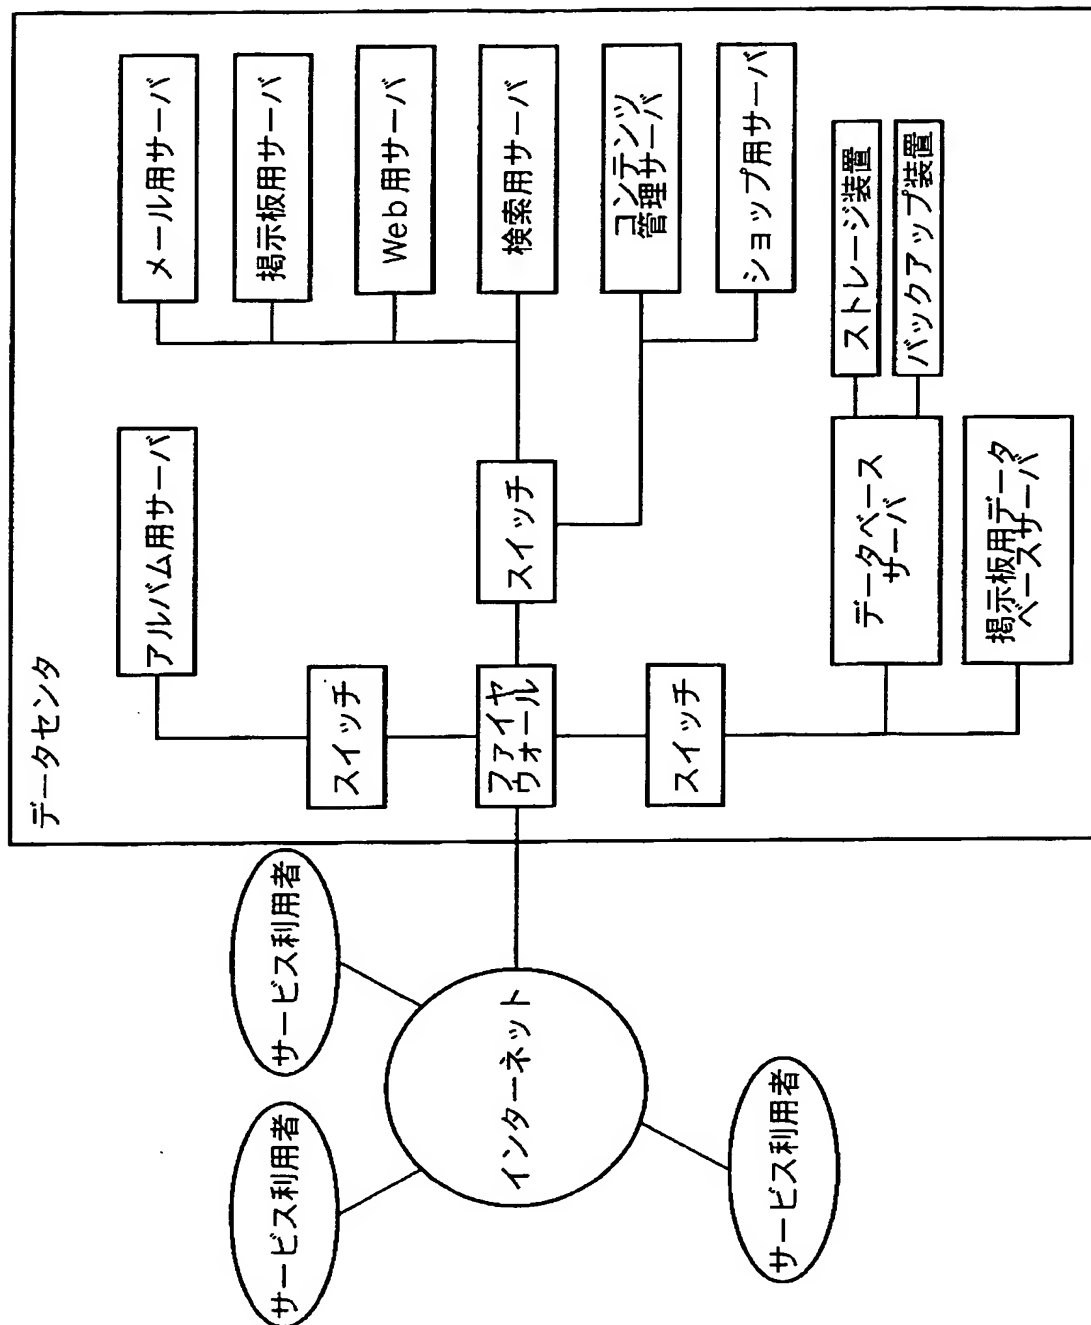 データセンタ
アルバム用サーバ
メール用サーバ
掲示板用サーバ
Web用サーバ
検索用サーバ
コンテンツ
管理サーバ
ショップ用サーバ
スイッチ
スイッチ
ファイヤ
ウォール
スイッチ
データベース
サーバ
ストレージ装置
バックアップ装置
掲示板用データ
ベースサーバ
サービス利用者
サービス利用者
インターネット
サービス利用者